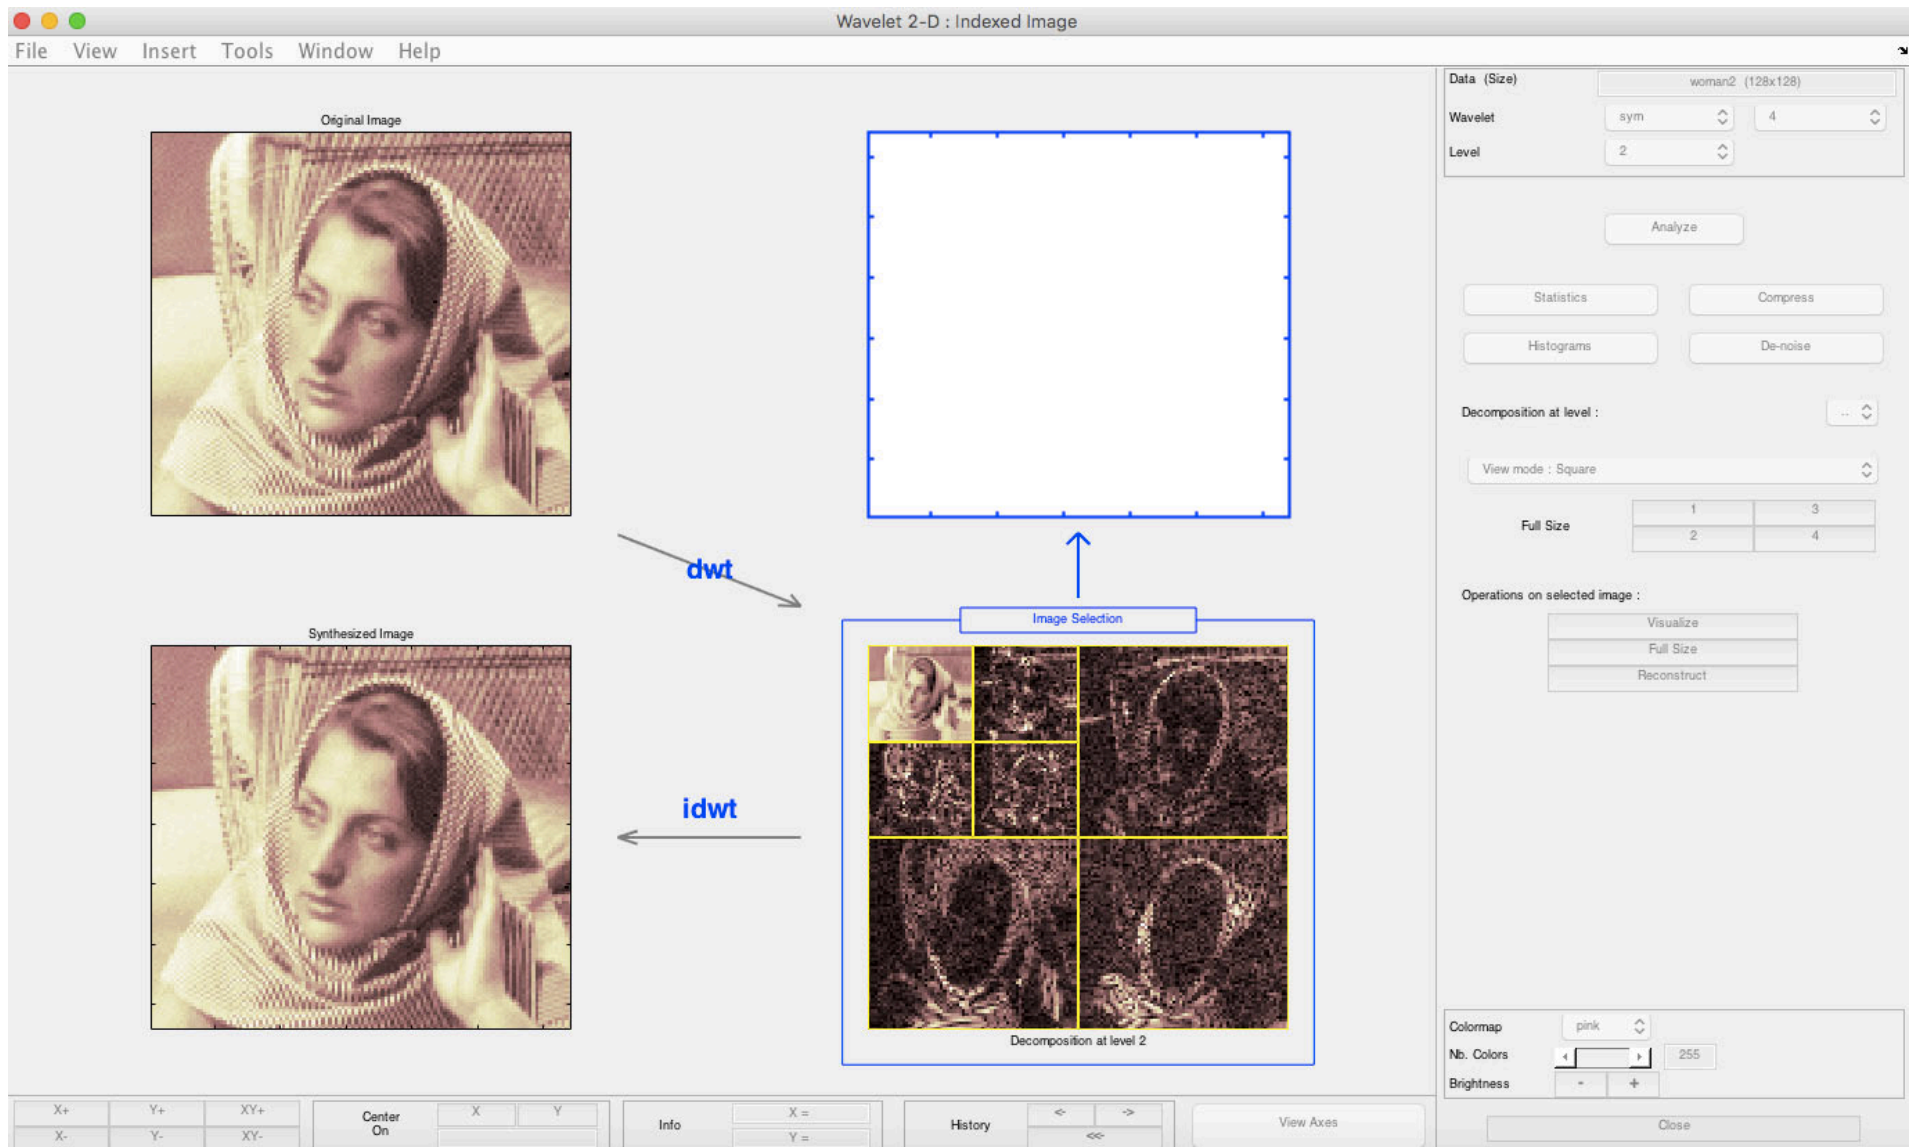 Wavelet 2-D : Indexed Image
File View Insert Tools Window Help
Data (Size) woman2 (128x128)
Wavelet sym 4
Level 2
Analyze
Statistics Compress
Histograms De-noise
Decomposition at level : ..
View mode : Square
Full Size 1 3
2 4
Operations on selected image :
Visualize
Full Size
Reconstruct
Original Image
dwt
Synthesized Image
Image Selection
idwt
Decomposition at level 2
Colormap pink
Nb. Colors 255
Brightness - +
Close
X+ Y+ XY+
X- Y- XY-
Center On X Y
Info X =
Y =
History <- ->
<<-
View Axes